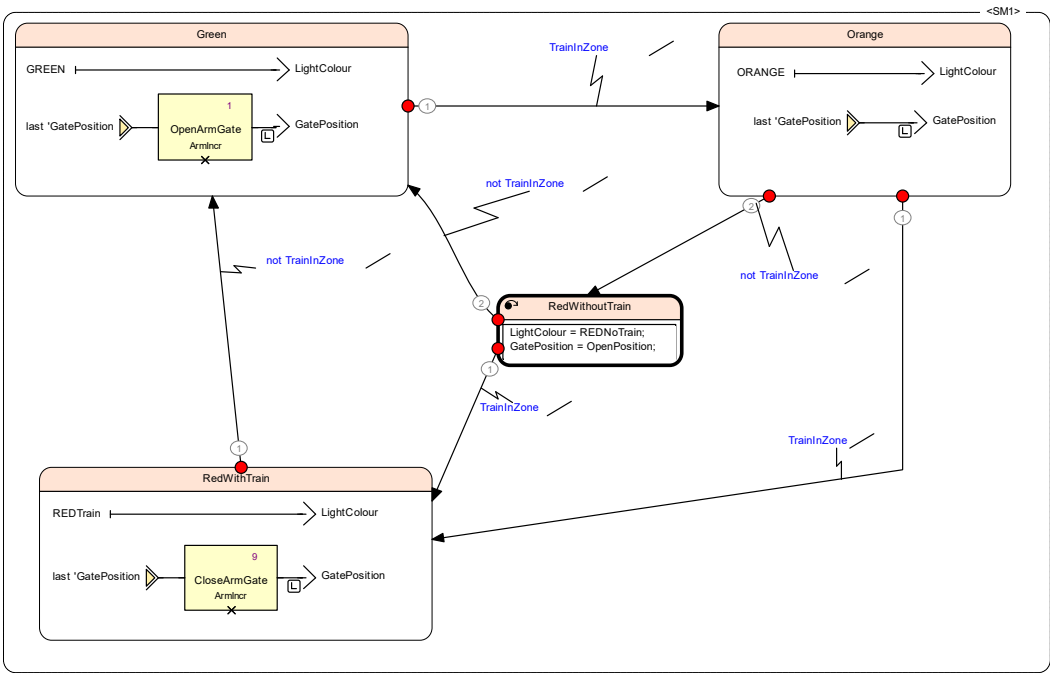 <SM1>
Green
GREEN
LightColour
last 'GatePosition
1
OpenArmGate
ArmIncr
L
GatePosition
1
TrainInZone
Orange
ORANGE
LightColour
last 'GatePosition
L
GatePosition
2
1
not TrainInZone
not TrainInZone
not TrainInZone
2
RedWithoutTrain
LightColour = REDNoTrain;
GatePosition = OpenPosition;
1
TrainInZone
TrainInZone
1
RedWithTrain
REDTrain
LightColour
last 'GatePosition
9
CloseArmGate
ArmIncr
L
GatePosition